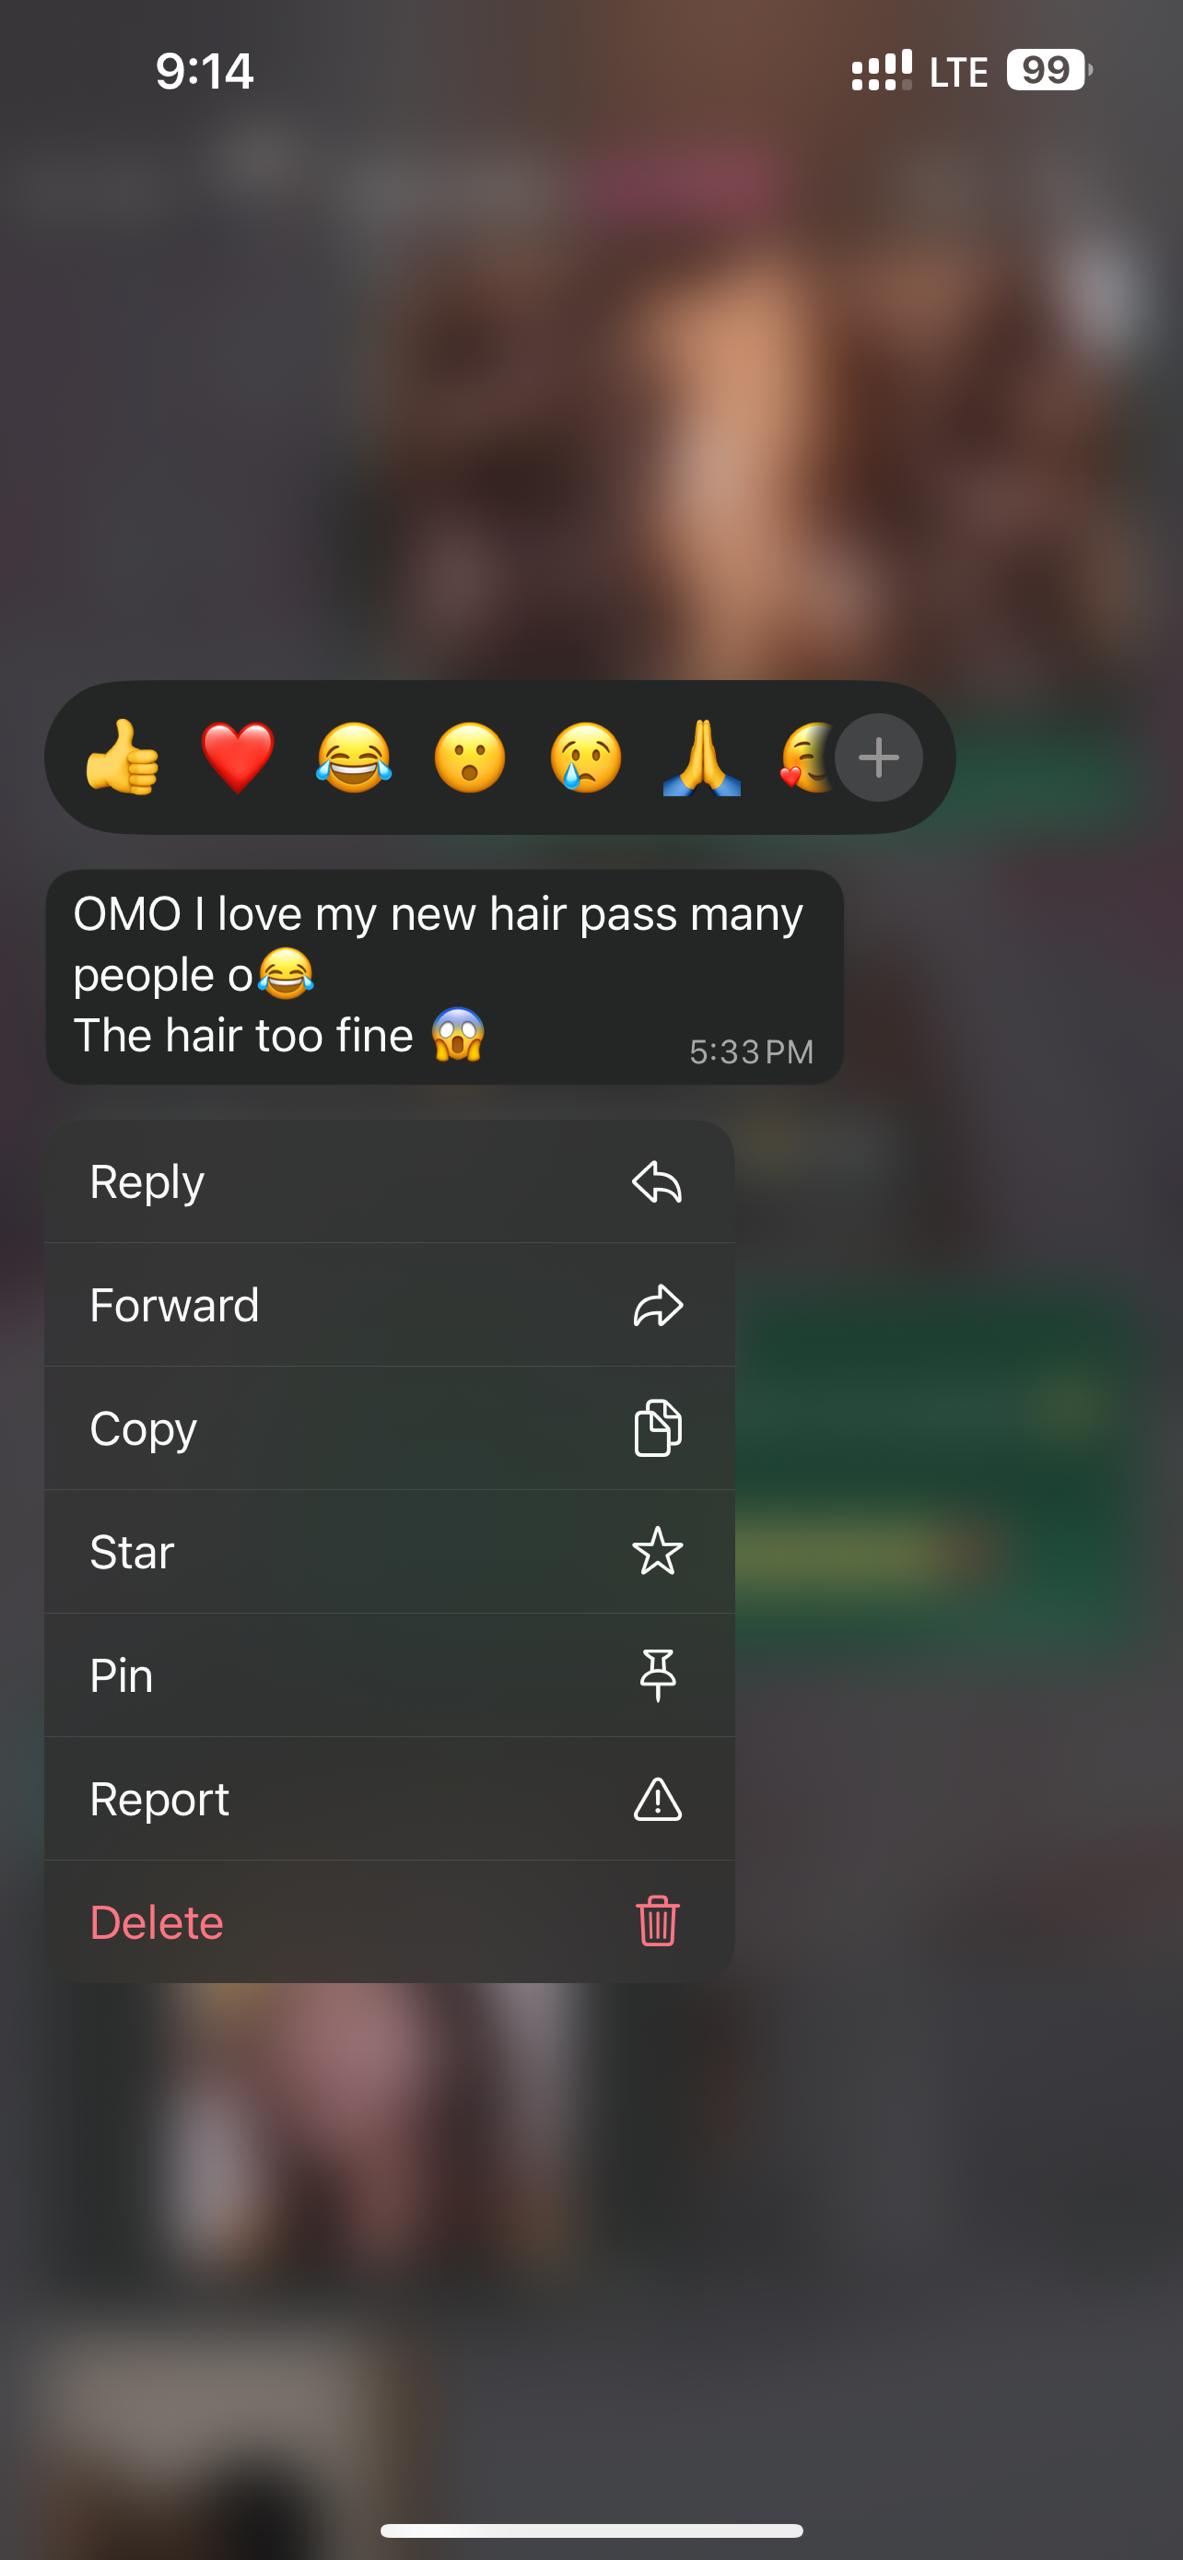 9:14 LTE 99
👍 ❤️ 😂 😮 😢 🙏 🥰 +
OMO I love my new hair pass many
people o😂
The hair too fine 😱
5:33 PM
Reply
Forward
Copy
Star
Pin
Report
Delete